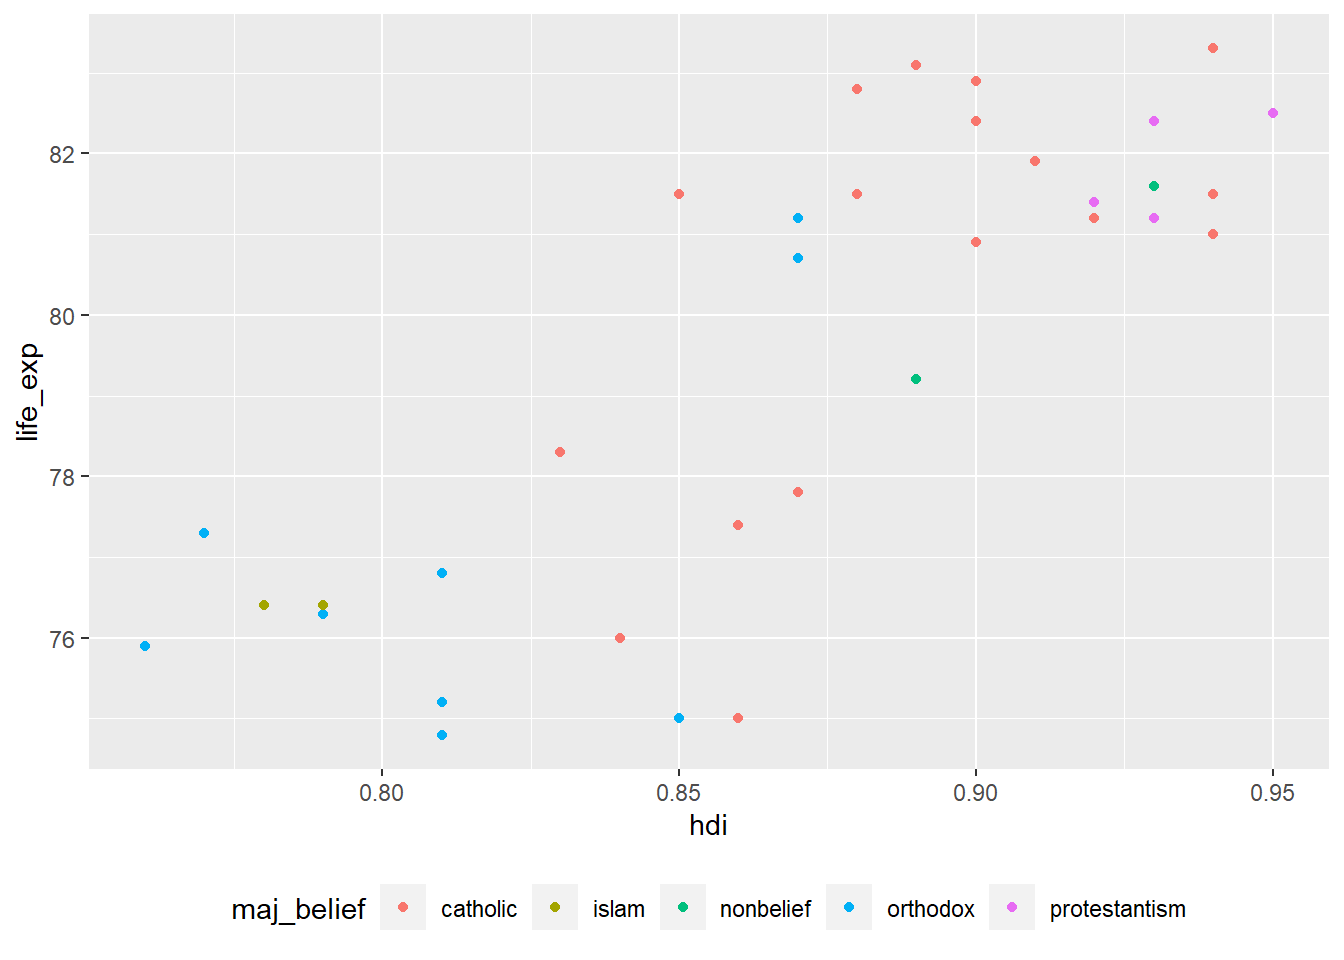 82
80
78
76
life_exp
0.80 0.85 0.90 0.95
hdi
maj_belief catholic islam nonbelief orthodox protestantism